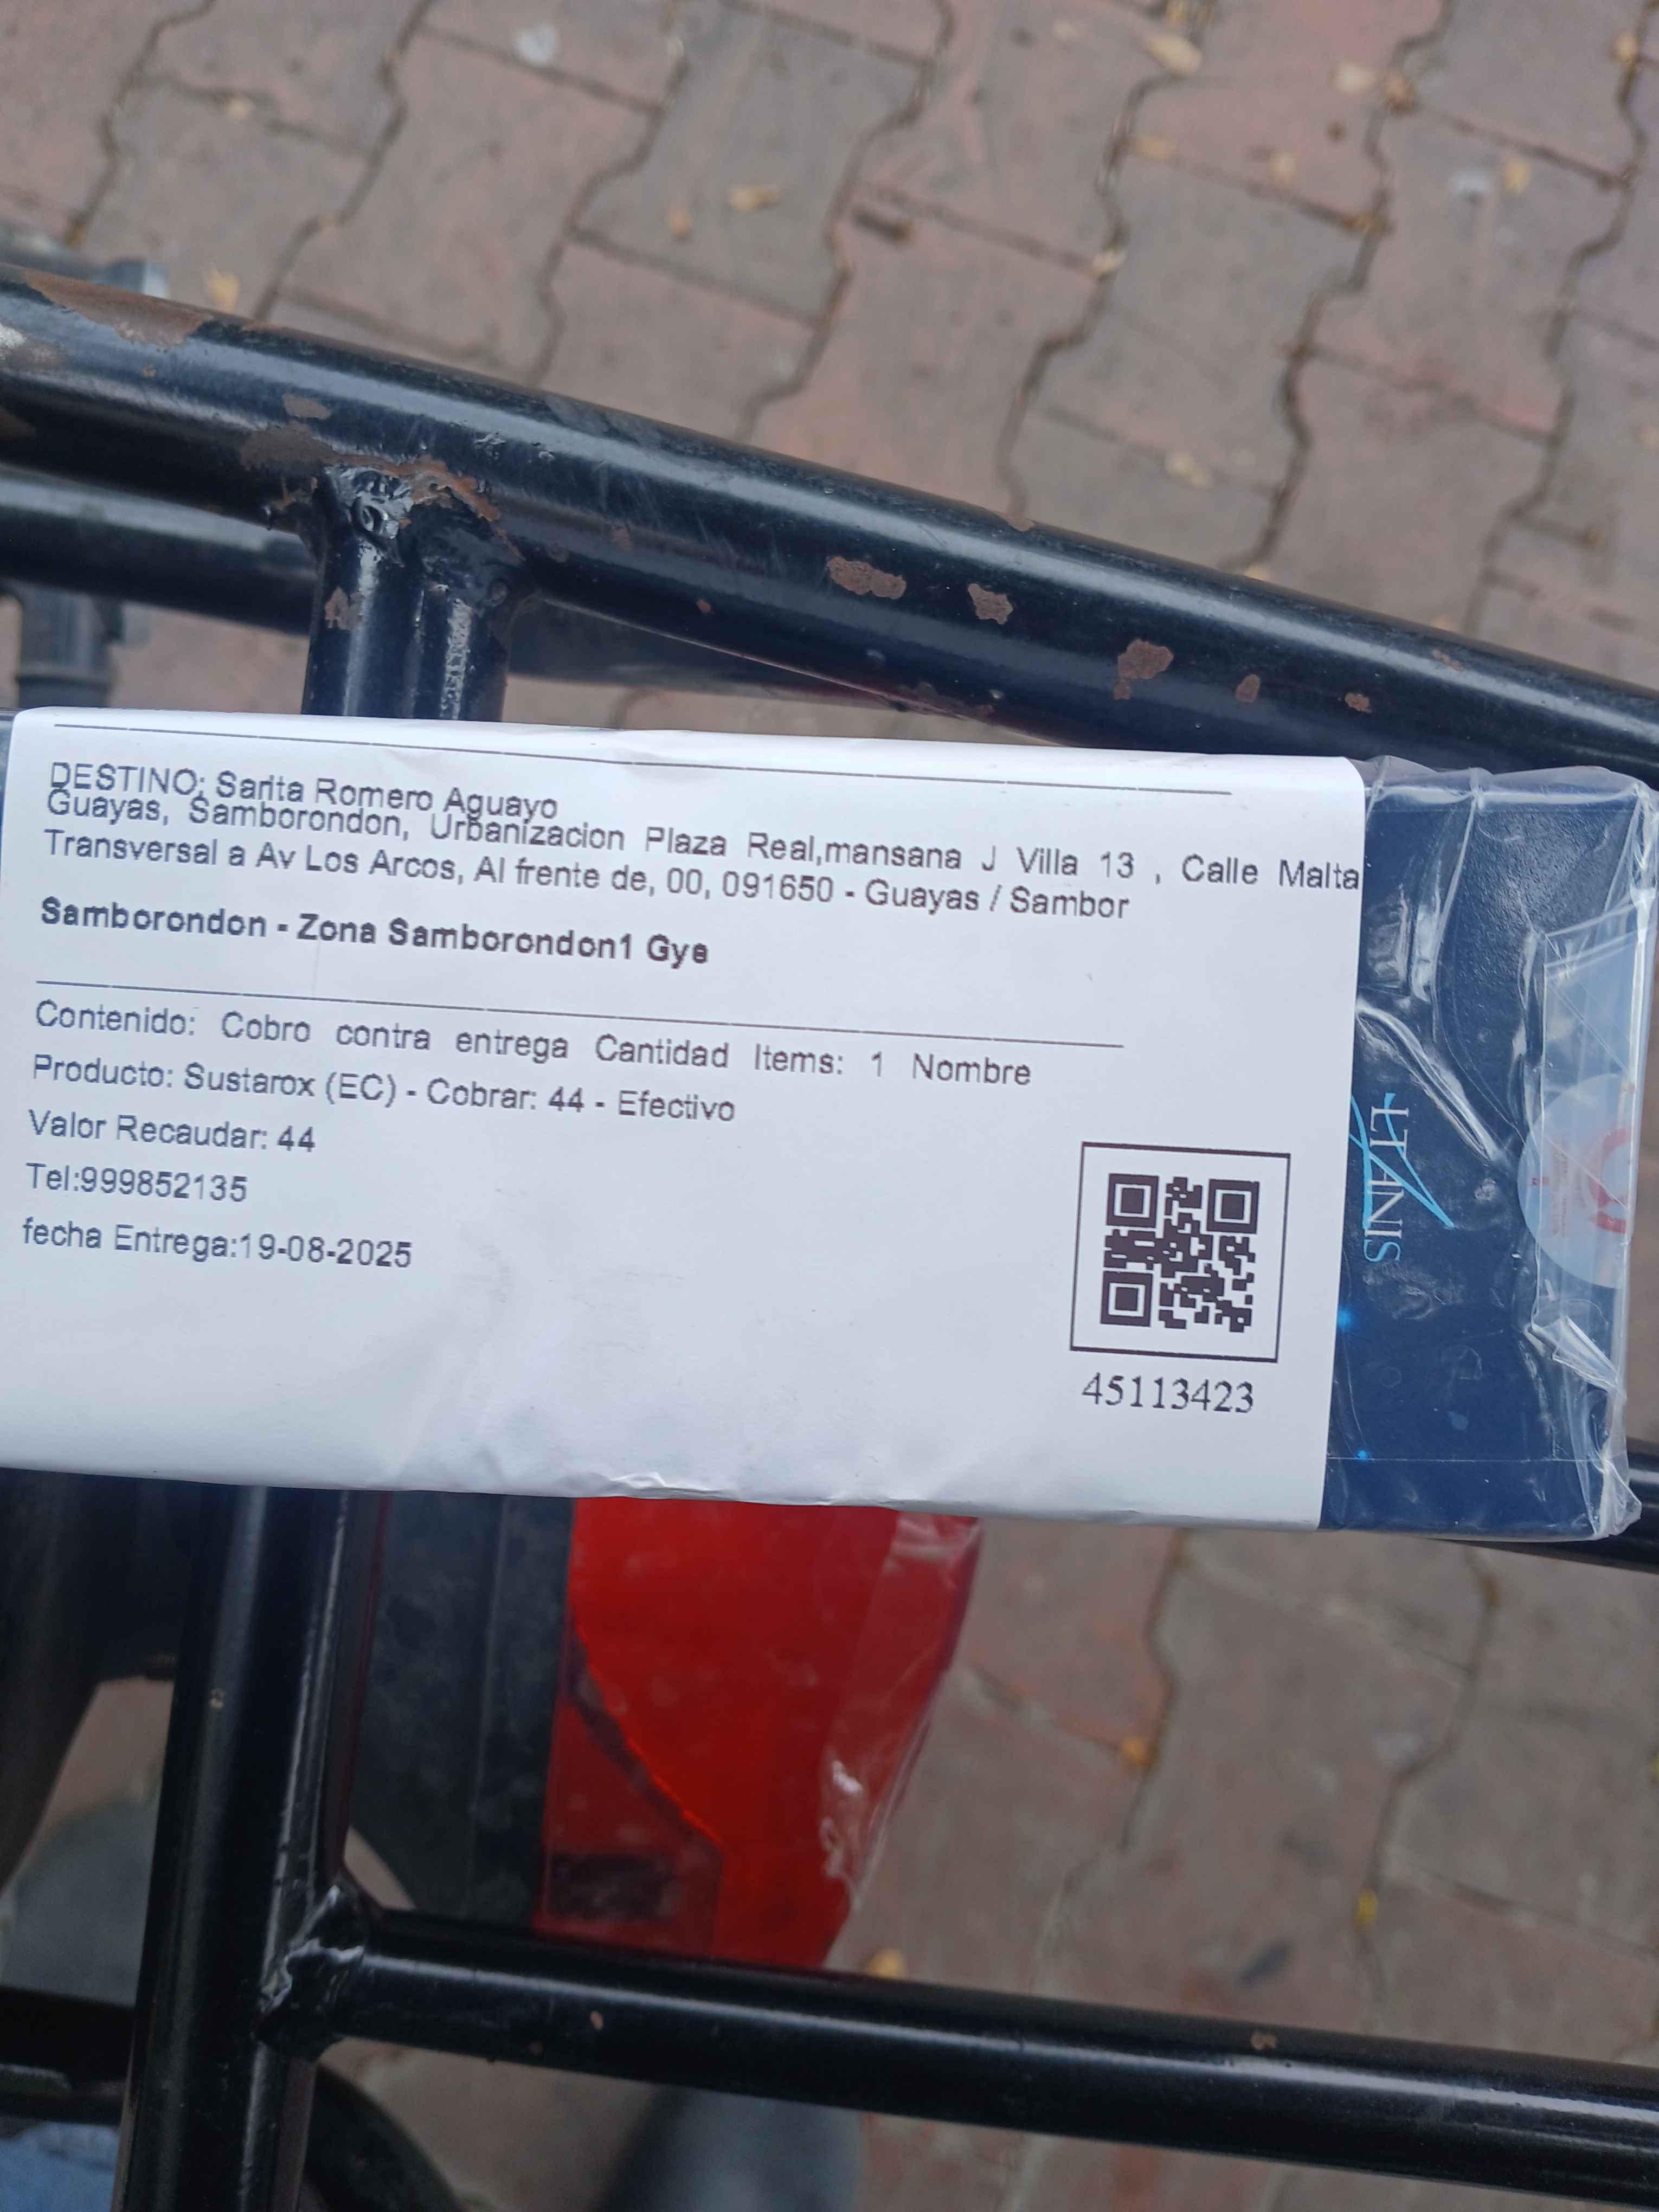 DESTINO: Sarita Romero Aguayo
Guayas, Samborondon, Urbanizacion Plaza Real,mansana J Villa 13 , Calle Malta
Transversal a Av Los Arcos, Al frente de, 00, 091650 - Guayas / Sambor
Samborondon - Zona Samborondon1 Gye
Contenido: Cobro contra entrega Cantidad Items: 1 Nombre
Producto: Sustarox (EC) - Cobrar: 44 - Efectivo
Valor Recaudar: 44
Tel:999852135
fecha Entrega:19-08-2025
45113423